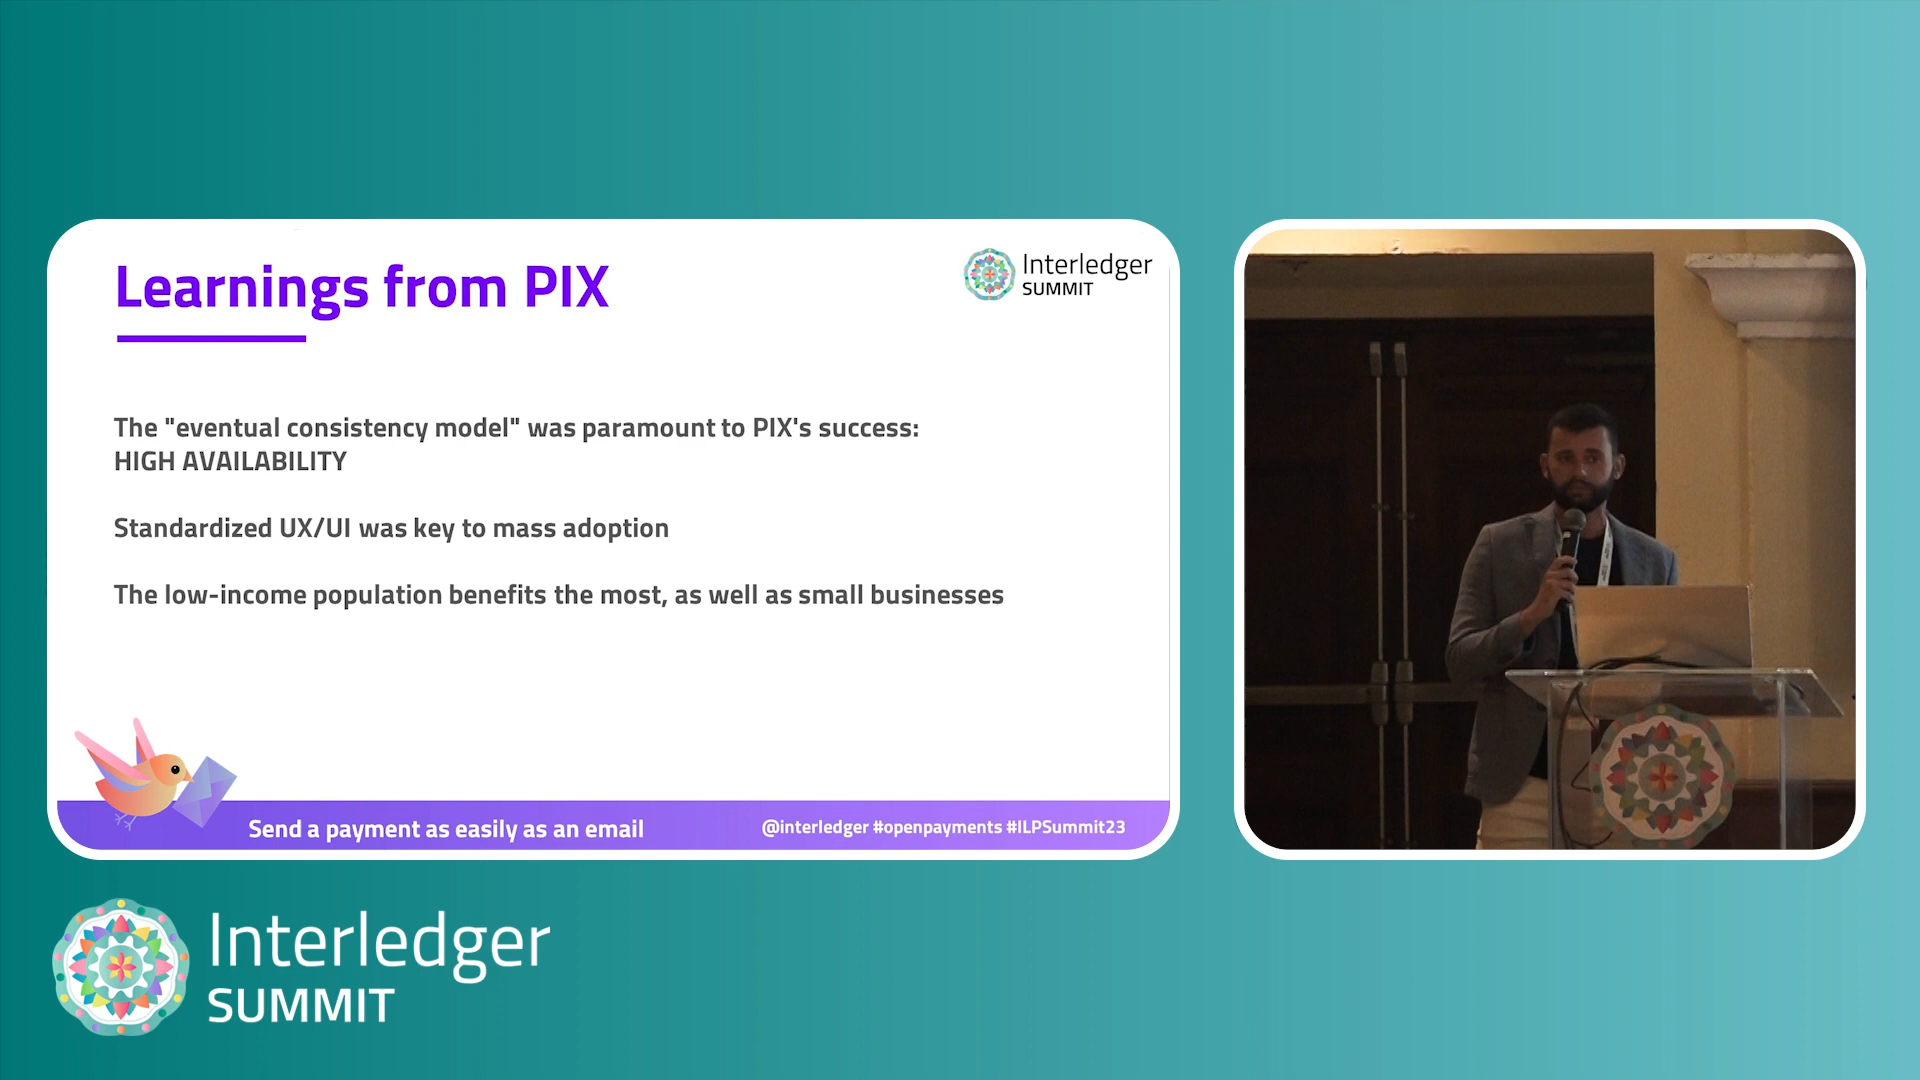 Learnings from PIX
Interledger
SUMMIT
The "eventual consistency model" was paramount to PIX's success:
HIGH AVAILABILITY
Standardized UX/UI was key to mass adoption
The low-income population benefits the most, as well as small businesses
Send a payment as easily as an email
@interledger #openpayments #ILPSummit23
Interledger
SUMMIT